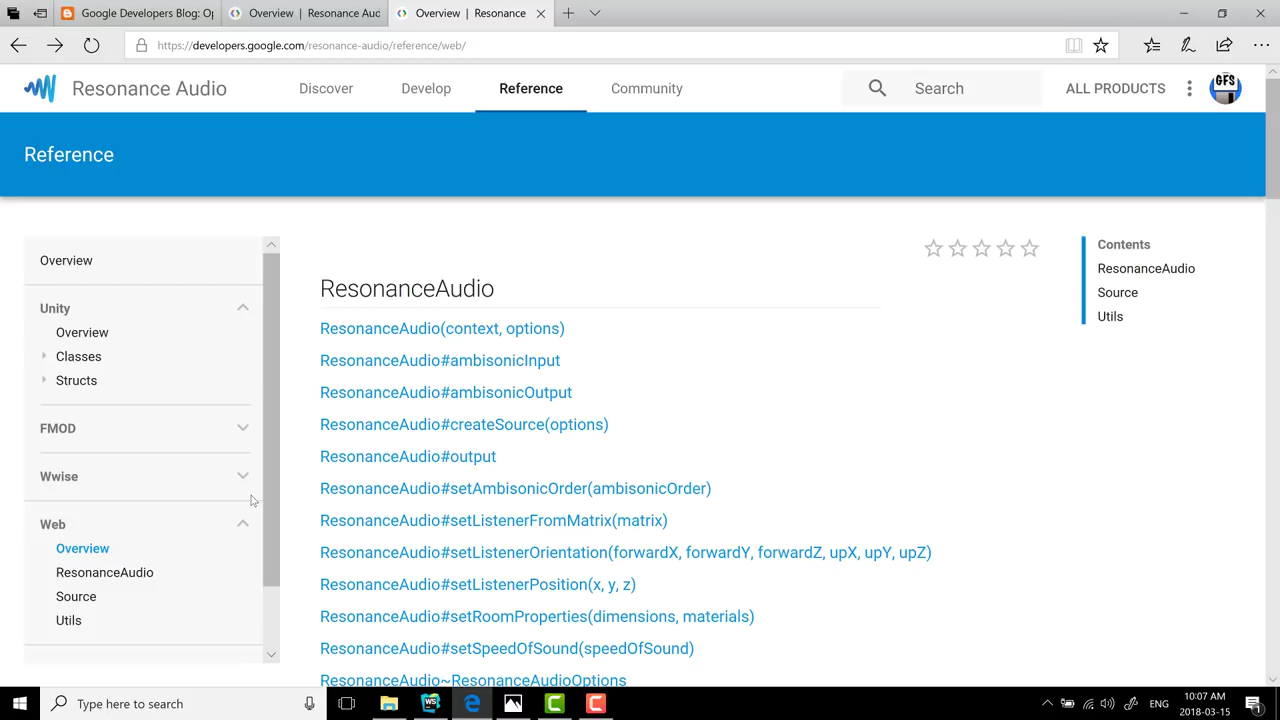 Google Developers Blog: Op
Overview | Resonance Aud
Overview | Resonance
https://developers.google.com/resonance-audio/reference/web/
Resonance Audio
Discover
Develop
Reference
Community
Search
ALL PRODUCTS
GFS
Reference
Overview
Unity
Overview
Classes
Structs
FMOD
Wwise
Web
Overview
ResonanceAudio
Source
Utils
ResonanceAudio
ResonanceAudio(context, options)
ResonanceAudio#ambisonicInput
ResonanceAudio#ambisonicOutput
ResonanceAudio#createSource(options)
ResonanceAudio#output
ResonanceAudio#setAmbisonicOrder(ambisonicOrder)
ResonanceAudio#setListenerFromMatrix(matrix)
ResonanceAudio#setListenerOrientation(forwardX, forwardY, forwardZ, upX, upY, upZ)
ResonanceAudio#setListenerPosition(x, y, z)
ResonanceAudio#setRoomProperties(dimensions, materials)
ResonanceAudio#setSpeedOfSound(speedOfSound)
ResonanceAudio~ResonanceAudioOptions
Contents
ResonanceAudio
Source
Utils
Type here to search
WS
C
C
ENG
10:07 AM
2018-03-15
1